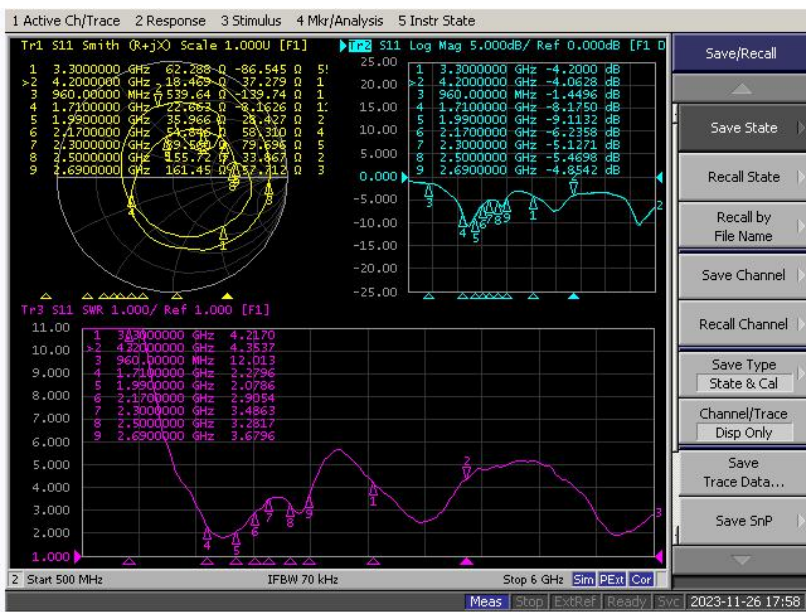 1 Active Ch/Trace 2 Response 3 Stimulus 4 Mkr/Analysis 5 Instr State
Tr1 S11 Smith (R+jX) Scale 1.000U [F1]
1 3.3000000 GHz 62.288 Ω -86.545 Ω
>2 4.2000000 GHz 18.469 Ω 37.279 Ω
3 960.00000 MHz 539.64 Ω -139.74 Ω
4 1.7100000 GHz 22.653 Ω -8.1626 Ω
5 1.9900000 GHz 35.966 Ω 28.427 Ω
6 2.1700000 GHz 58.310 Ω
7 2.3000000 GHz 79.696 Ω
8 2.5000000 GHz 155.72 Ω 33.867 Ω
9 2.6900000 GHz 161.45 Ω 57.712 Ω
Tr2 S11 Log Mag 5.000dB/ Ref 0.000dB [F1 D
25.00
20.00
15.00
10.00
5.000
0.000
-5.000
-10.00
-15.00
-20.00
-25.00
1 3.3000000 GHz -4.2000 dB
>2 4.2000000 GHz -4.0628 dB
3 960.00000 MHz -1.4496 dB
4 1.7100000 GHz -8.1750 dB
5 1.9900000 GHz -9.1132 dB
6 2.1700000 GHz -6.2358 dB
7 2.3000000 GHz -5.1271 dB
8 2.5000000 GHz -5.4698 dB
9 2.6900000 GHz -4.8542 dB
Tr3 S11 SWR 1.000/ Ref 1.000 [F1]
11.00
10.00
9.000
8.000
7.000
6.000
5.000
4.000
3.000
2.000
1.000
1 3.3000000 GHz 4.2170
>2 4.2000000 GHz 4.3537
3 960.00000 MHz 12.013
4 1.7100000 GHz 2.2796
5 1.9900000 GHz 2.0786
6 2.1700000 GHz 2.9054
7 2.3000000 GHz 3.4863
8 2.5000000 GHz 3.2817
9 2.6900000 GHz 3.6796
2 Start 500 MHz IFBW 70 kHz Stop 6 GHz Sim PExt Cor
Meas Stop ExtRef Ready Svc 2023-11-26 17:58
Save/Recall
Save State
Recall State
Recall by
File Name
Save Channel
Recall Channel
Save Type
State & Cal
Channel/Trace
Disp Only
Save
Trace Data...
Save SnP